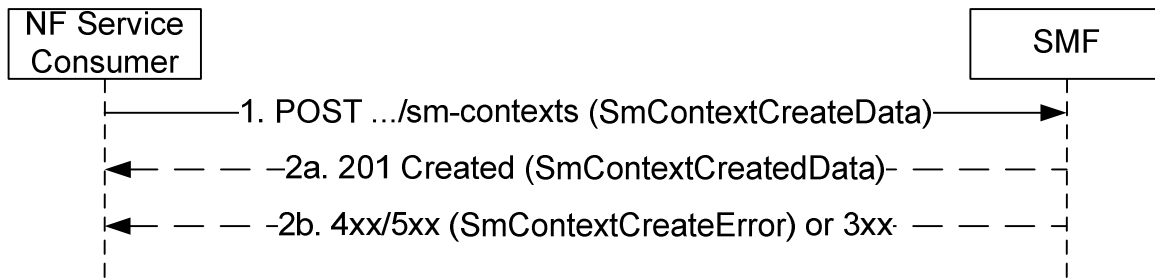 NF Service
Consumer
SMF
1. POST .../sm-contexts (SmContextCreateData)
2a. 201 Created (SmContextCreatedData)
2b. 4xx/5xx (SmContextCreateError) or 3xx